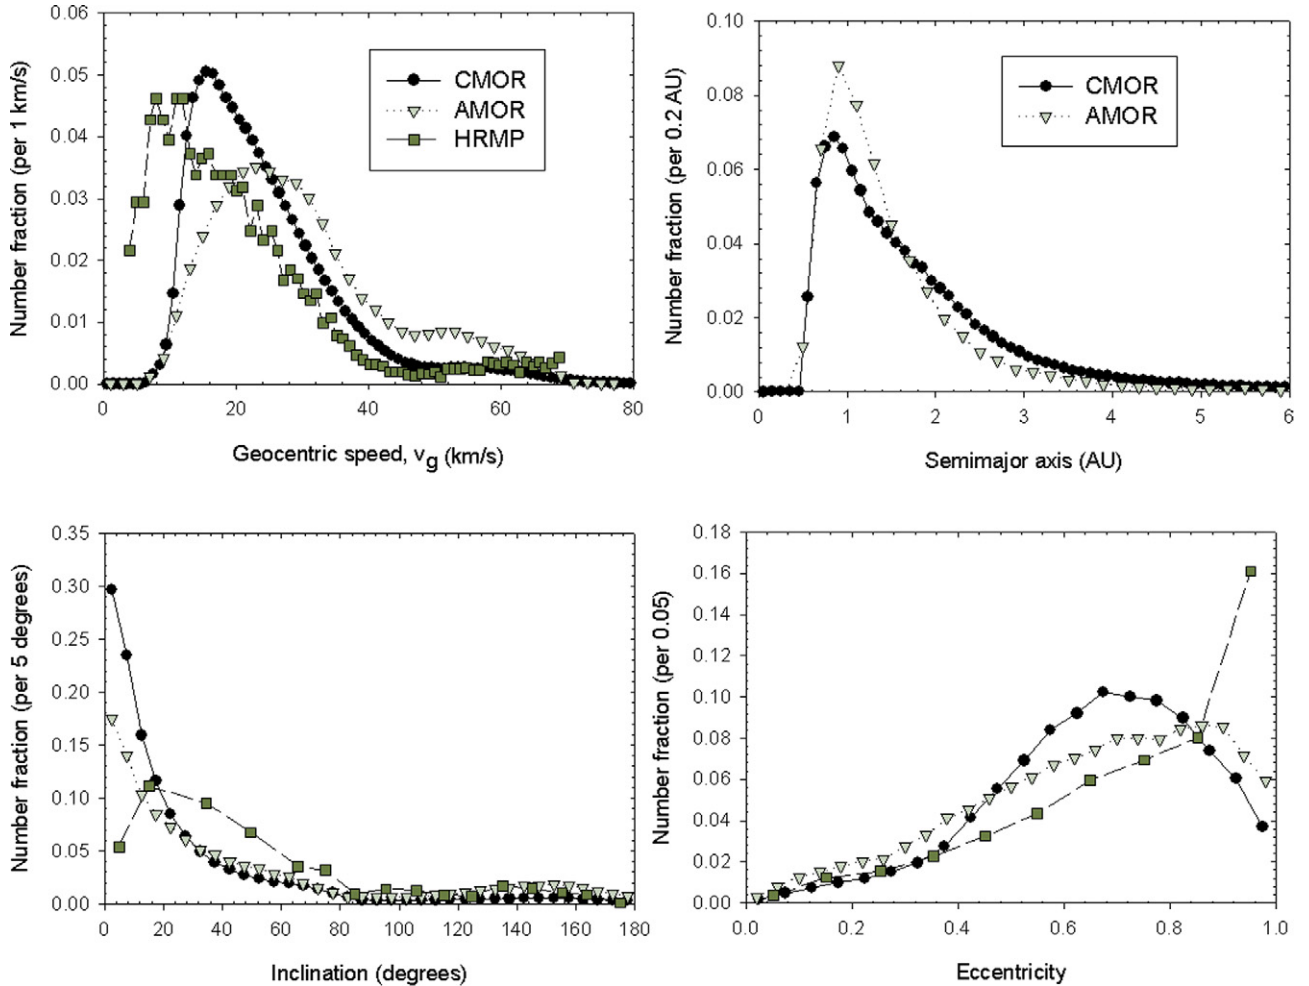 0.06
0.05
0.04
0.03
0.02
0.01
0.00
Number fraction (per 1 km/s)
CMOR
AMOR
HRMP
0 20 40 60 80
Geocentric speed, vg (km/s)
0.10
0.08
0.06
0.04
0.02
0.00
Number fraction (per 0.2 AU)
CMOR
AMOR
0 1 2 3 4 5 6
Semimajor axis (AU)
0.35
0.30
0.25
0.20
0.15
0.10
0.05
0.00
Number fraction (per 5 degrees)
0 20 40 60 80 100 120 140 160 180
Inclination (degrees)
0.18
0.16
0.14
0.12
0.10
0.08
0.06
0.04
0.02
0.00
Number fraction (per 0.05)
0.0 0.2 0.4 0.6 0.8 1.0
Eccentricity